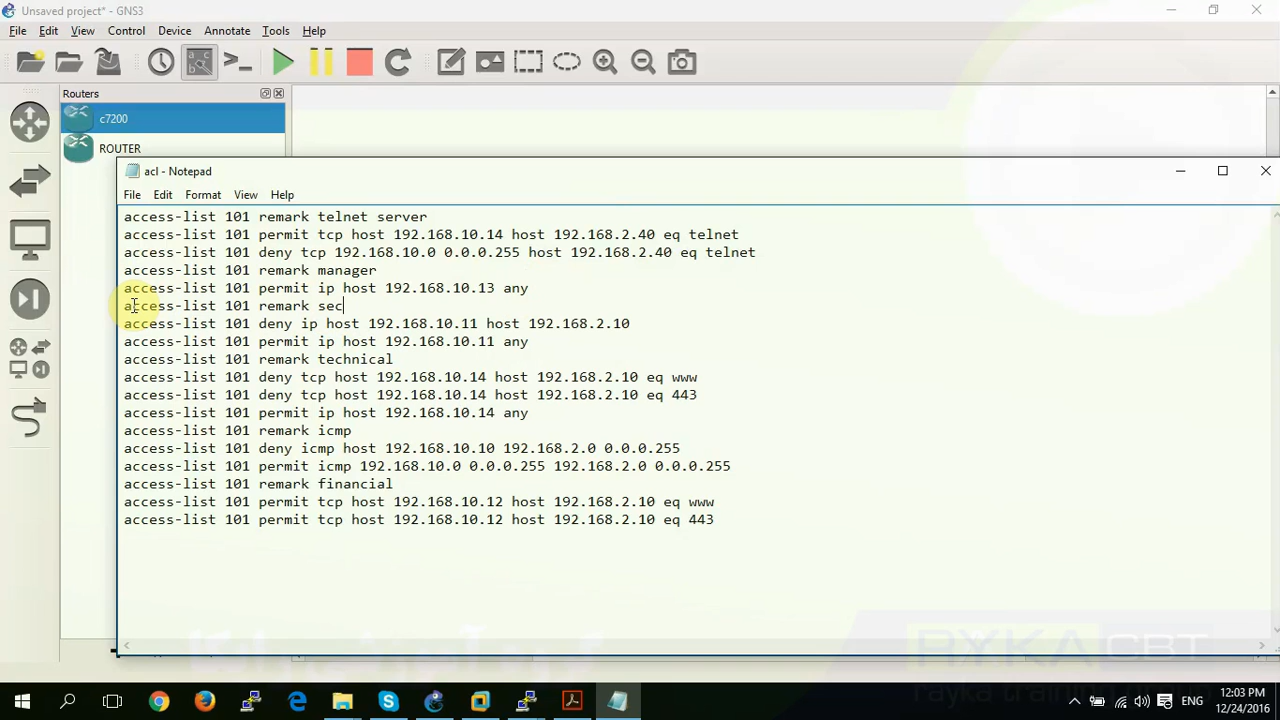 Unsaved project* - GNS3
File Edit View Control Device Annotate Tools Help
Routers
c7200
ROUTER
acl - Notepad
File Edit Format View Help
access-list 101 remark telnet server
access-list 101 permit tcp host 192.168.10.14 host 192.168.2.40 eq telnet
access-list 101 deny tcp 192.168.10.0 0.0.0.255 host 192.168.2.40 eq telnet
access-list 101 remark manager
access-list 101 permit ip host 192.168.10.13 any
access-list 101 remark sec
access-list 101 deny ip host 192.168.10.11 host 192.168.2.10
access-list 101 permit ip host 192.168.10.11 any
access-list 101 remark technical
access-list 101 deny tcp host 192.168.10.14 host 192.168.2.10 eq www
access-list 101 deny tcp host 192.168.10.14 host 192.168.2.10 eq 443
access-list 101 permit ip host 192.168.10.14 any
access-list 101 remark icmp
access-list 101 deny icmp host 192.168.10.10 192.168.2.0 0.0.0.255
access-list 101 permit icmp 192.168.10.0 0.0.0.255 192.168.2.0 0.0.0.255
access-list 101 remark financial
access-list 101 permit tcp host 192.168.10.12 host 192.168.2.10 eq www
access-list 101 permit tcp host 192.168.10.12 host 192.168.2.10 eq 443
RYKA CBT
12:03 PM
12/24/2016